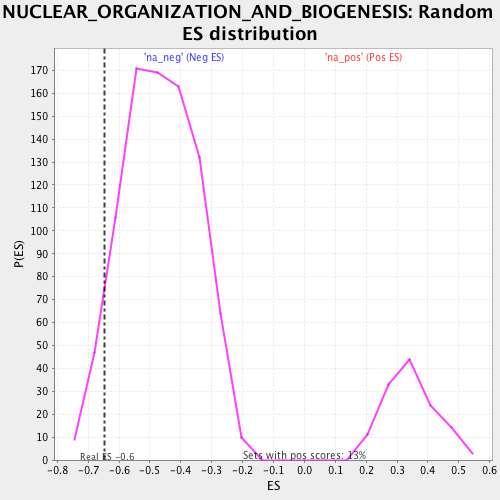 NUCLEAR_ORGANIZATION_AND_BIOGENESIS: Random
ES distribution
'na_neg' (Neg ES)
'na_pos' (Pos ES)
170
160
150
140
130
120
110
100
90
80
70
60
50
40
30
20
10
0
P(ES)
Real ES -0.6
Sets with pos scores: 13%
-0.8 -0.7 -0.6 -0.5 -0.4 -0.3 -0.2 -0.1 0.0 0.1 0.2 0.3 0.4 0.5 0.6
ES